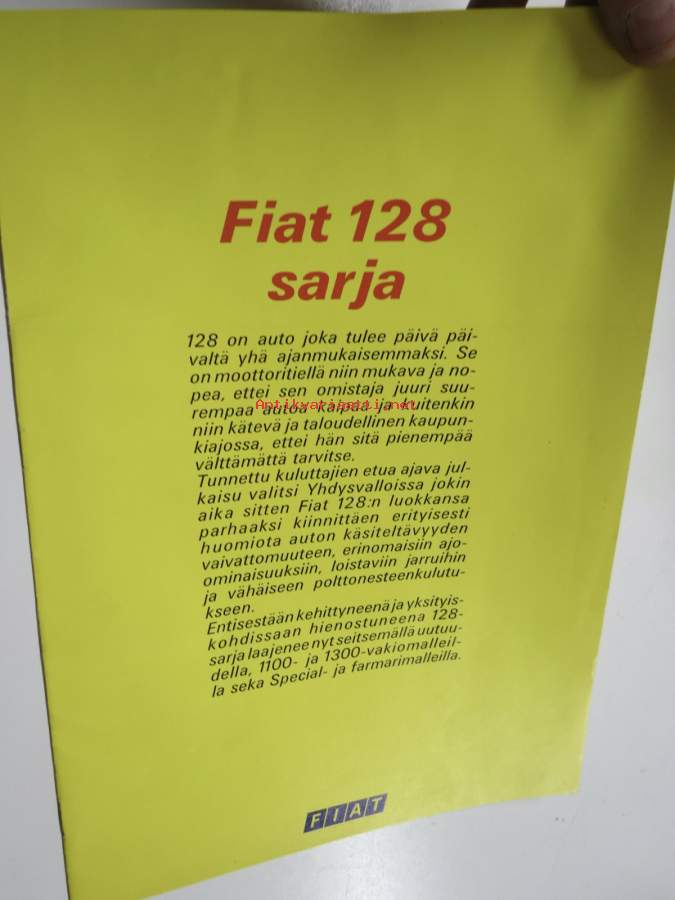 Fiat 128
sarja
128 on auto joka tulee päivä päi-
vältä yhä ajanmukaisemmaksi. Se
on moottoritiellä niin mukava ja no-
pea, ettei sen omistaja juuri suu-
rempaa autoa kaipaa ja kuitenkin
niin kätevä ja taloudellinen kaupun-
kiajossa, ettei hän sitä pienempää
välttämättä tarvitse.
Tunnettu kuluttajien etua ajava jul-
kaisu valitsi Yhdysvalloissa jokin
aika sitten Fiat 128:n luokkansa
parhaaksi kiinnittäen erityisesti
huomiota auton käsiteltävyyden
vaivattomuuteen, erinomaisiin ajo-
ominaisuuksiin, loistaviin jarruihin
ja vähäiseen polttonesteenkulutu-
kseen.
Entisestään kehittyneenä ja yksityis-
kohdissaan hienostuneena 128-
sarja laajenee nyt seitsemällä uutuu-
della, 1100- ja 1300-vakiomalleil-
la seka Special- ja farmarimalleilla.
FIAT
Antikvariaatti.net